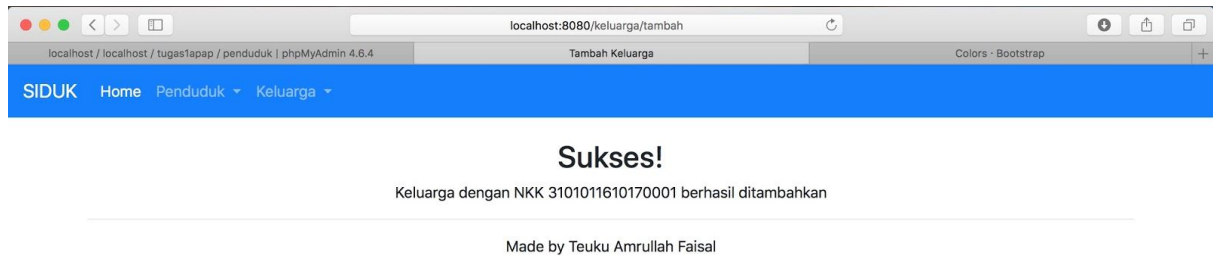 localhost:8080/keluarga/tambah
localhost / localhost / tugas1apap / penduduk | phpMyAdmin 4.6.4
Tambah Keluarga
Colors · Bootstrap
SIDUK Home Penduduk Keluarga
Sukses!
Keluarga dengan NKK 3101011610170001 berhasil ditambahkan
Made by Teuku Amrullah Faisal